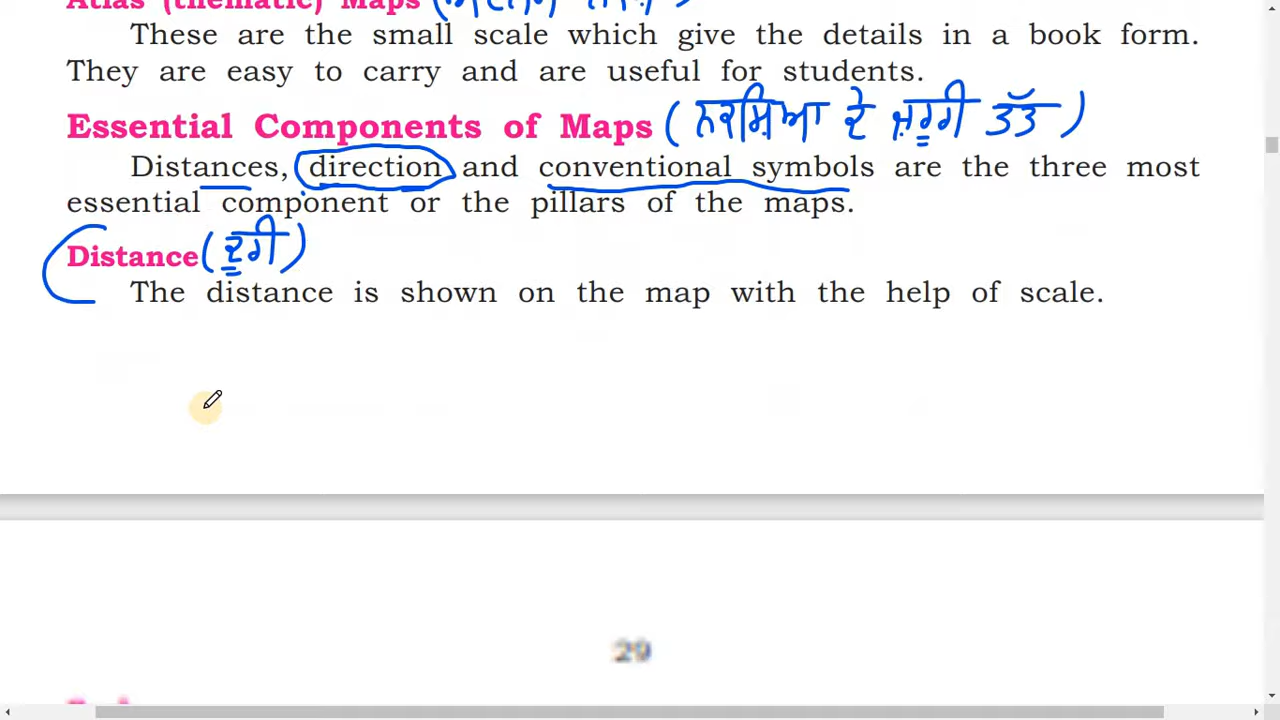 Atlas (thematic) Maps (
These are the small scale which give the details in a book form.
They are easy to carry and are useful for students.
Essential Components of Maps (ਨਕਸ਼ਿਆ ਦੇ ਜ਼ਰੂਰੀ ਤੱਤ)
Distances, direction and conventional symbols are the three most
essential component or the pillars of the maps.
Distance (ਦੂਰੀ)
The distance is shown on the map with the help of scale.
29